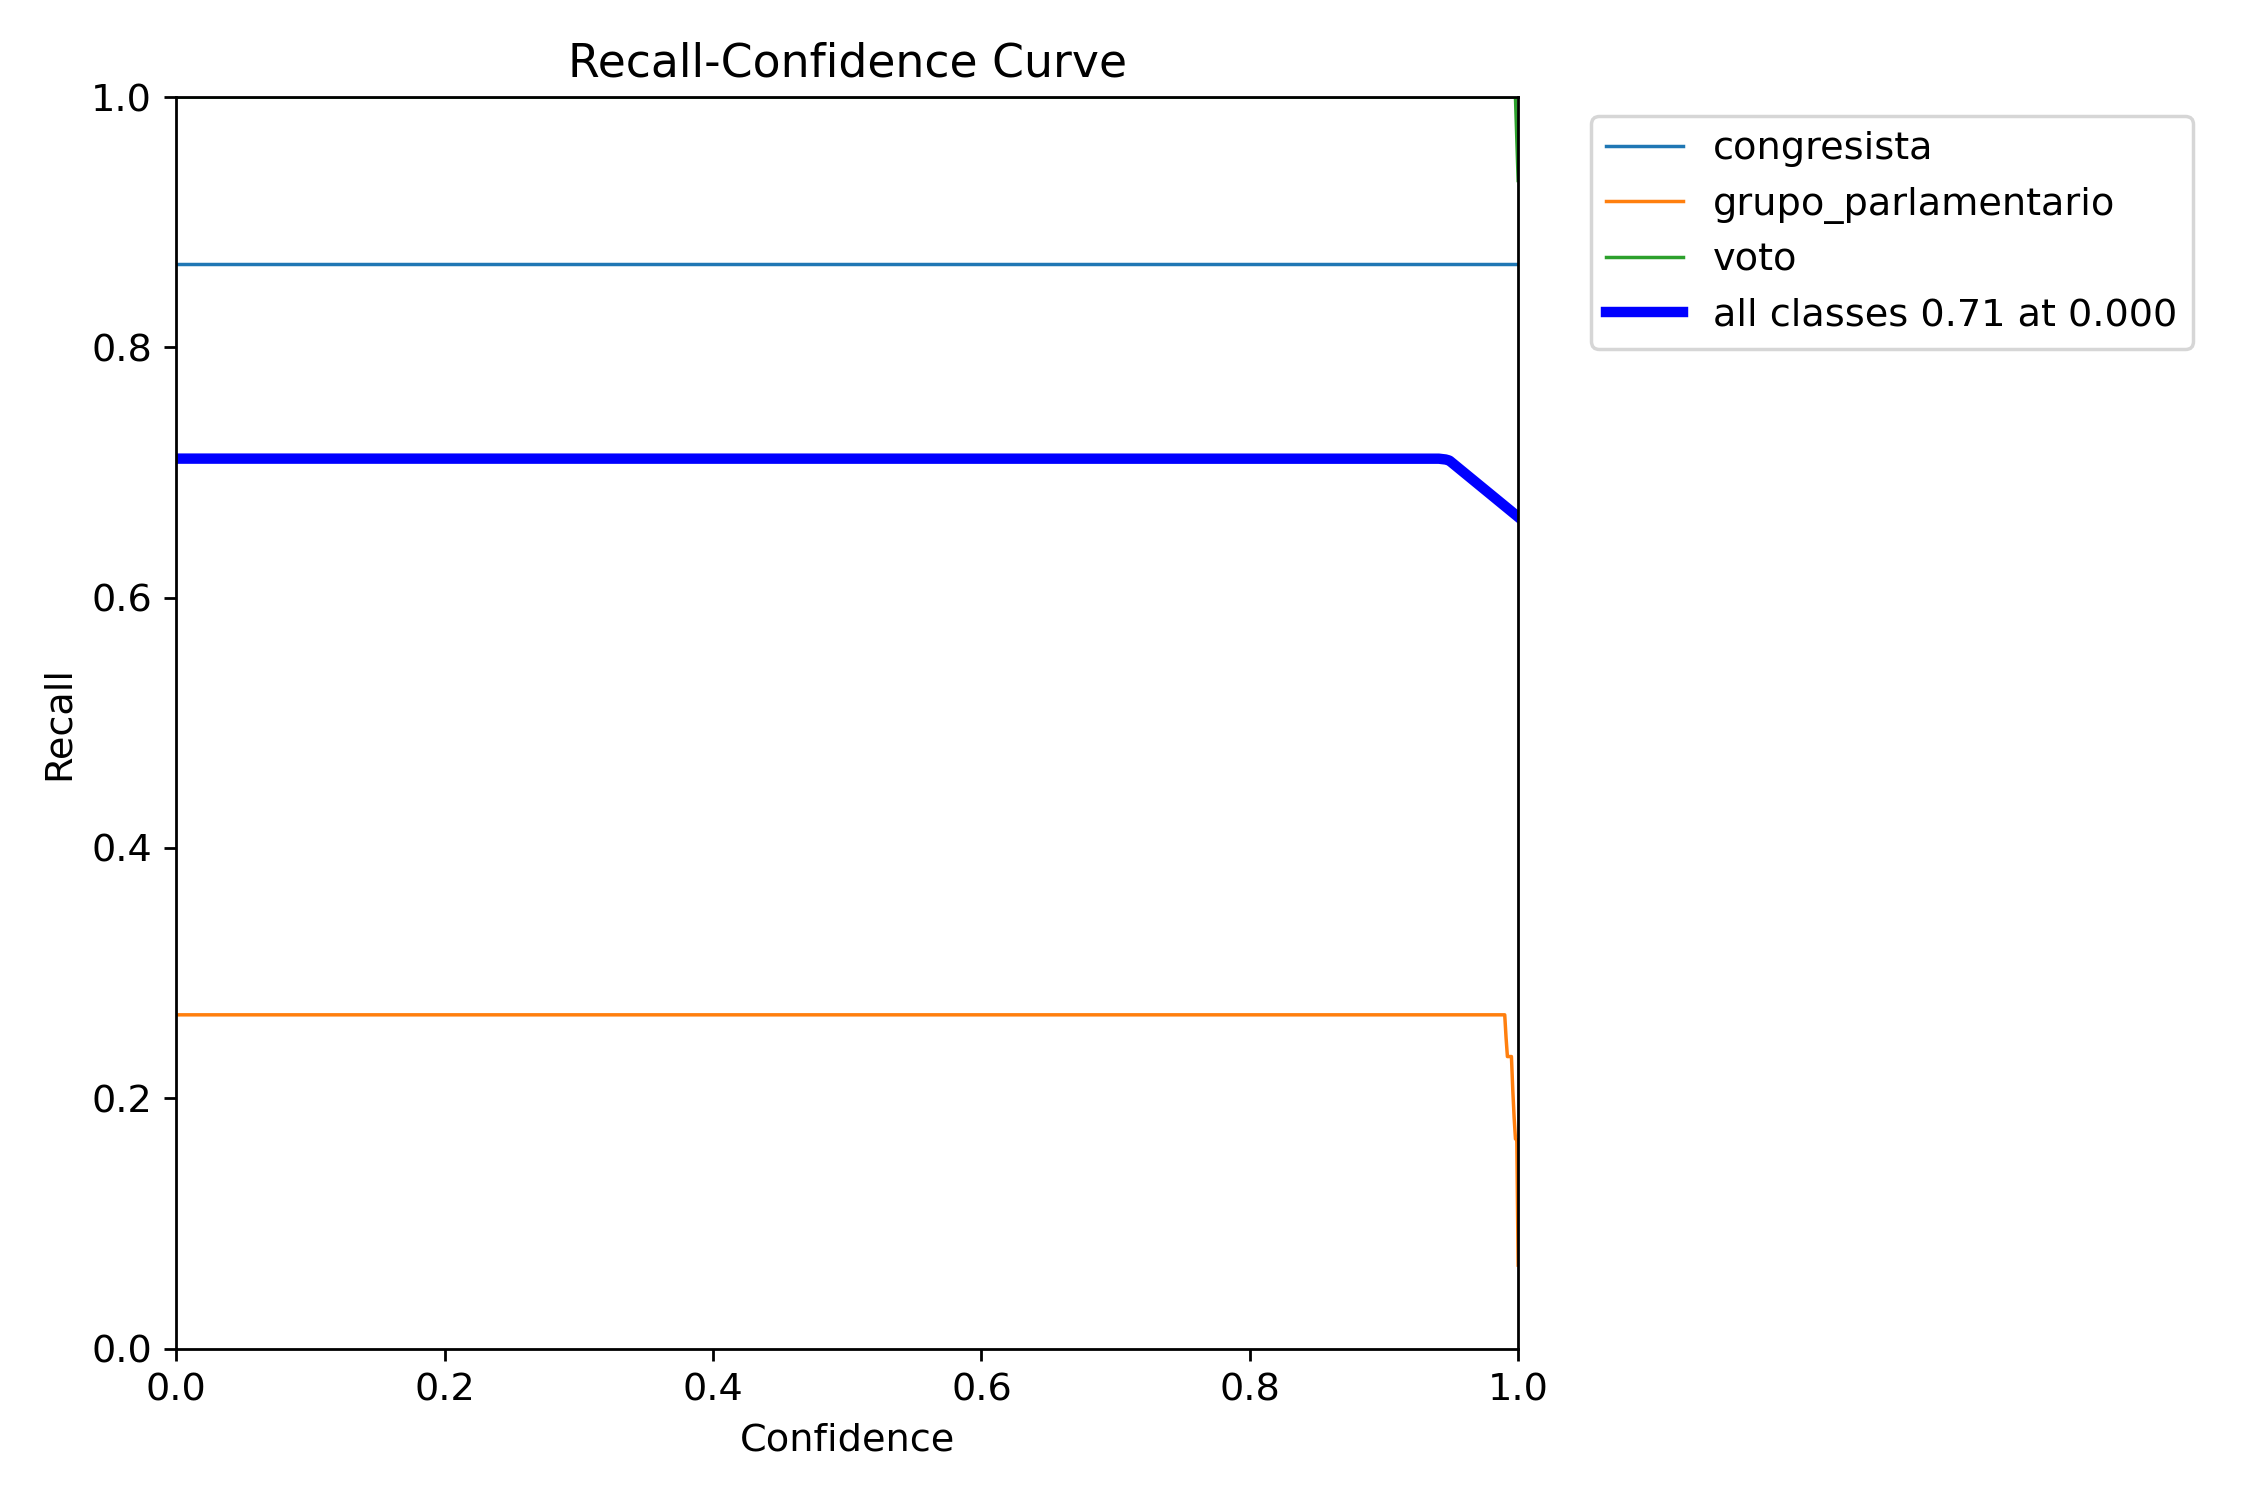 Recall-Confidence Curve
1.0
0.8
0.6
0.4
0.2
0.0
Recall
0.0 0.2 0.4 0.6 0.8 1.0
Confidence
congresista
grupo_parlamentario
voto
all classes 0.71 at 0.000